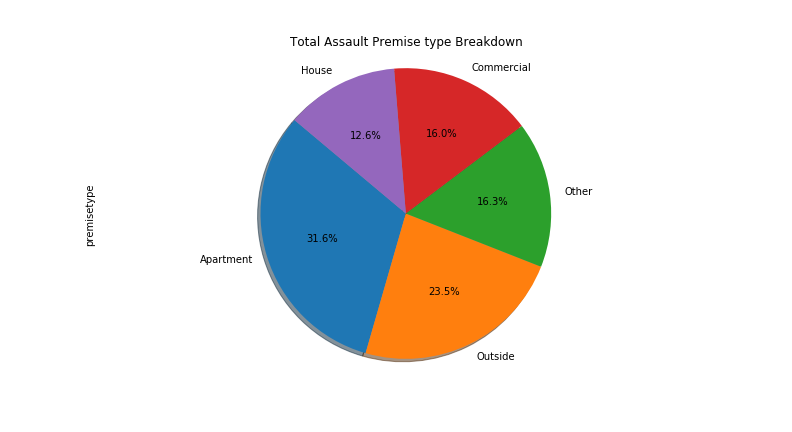 Total Assault Premise type Breakdown
House
Commercial
12.6%
16.0%
Other
premisetype
16.3%
31.6%
Apartment
23.5%
Outside